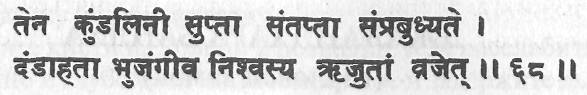 तेन कुडलिनी सुप्ता संतप्ता संप्रबुध्यते ।
दंडाहता भुजंगीव निश्वस्य ऋजुतां व्रजेत् ॥ ६८ ॥